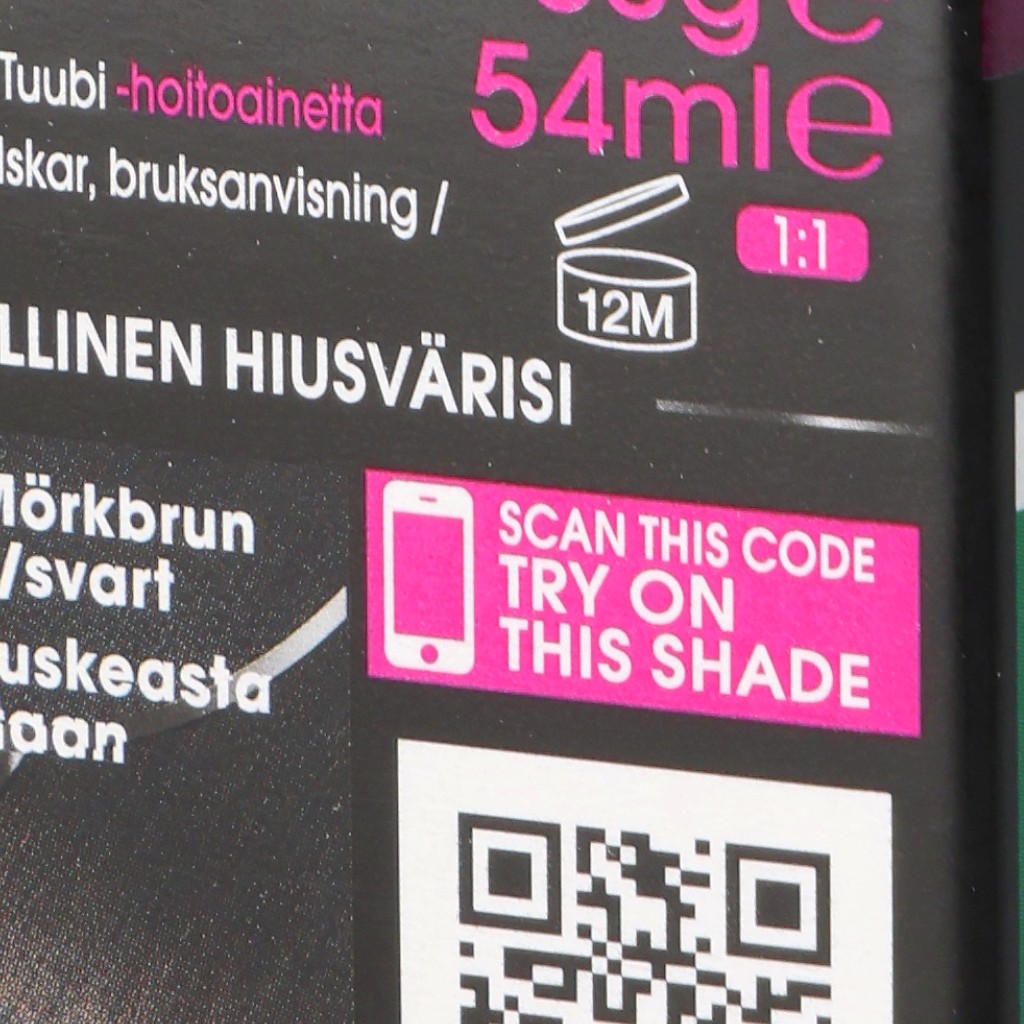 54mle
Tuubi -hoitoainetta
lskar, bruksanvisning /
1:1
12M
LLINEN HIUSVÄRISI
Mörkbrun
/svart
uskeasta
aan
SCAN THIS CODE
TRY ON
THIS SHADE